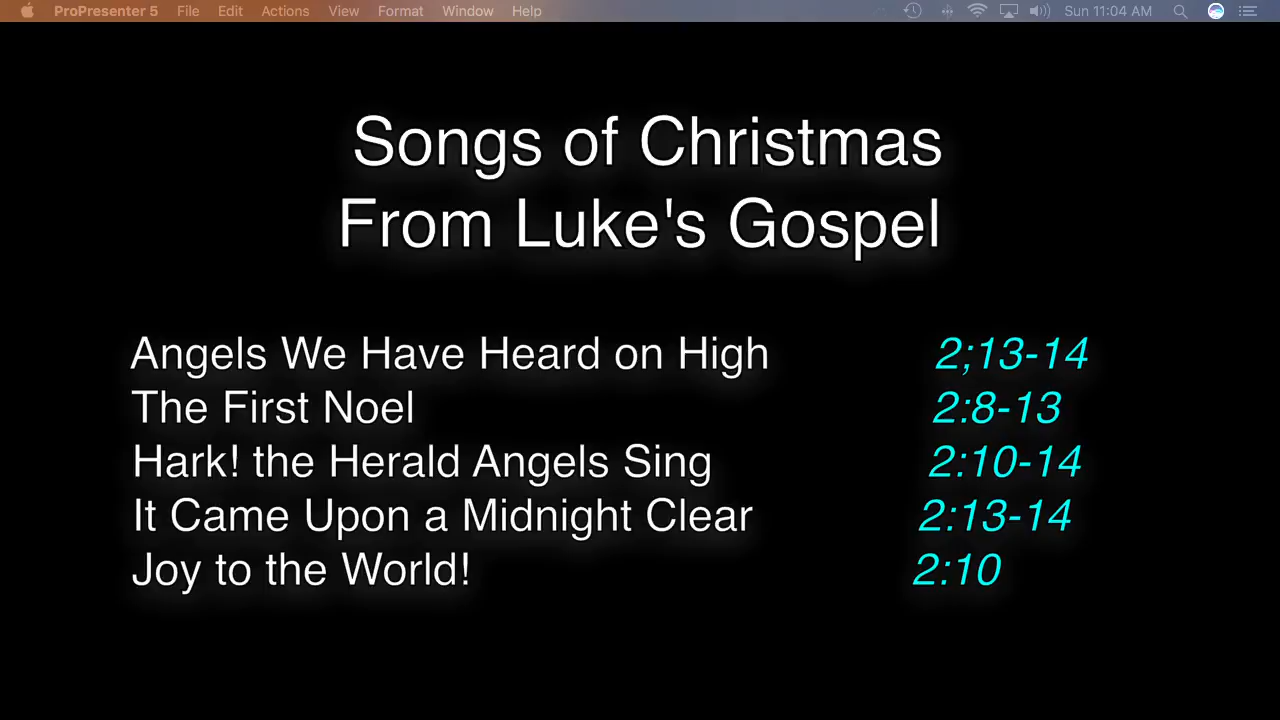 ProPresenter 5 File Edit Actions View Format Window Help Sun 11:04 AM
Songs of Christmas
From Luke's Gospel
Angels We Have Heard on High 2;13-14
The First Noel 2:8-13
Hark! the Herald Angels Sing 2:10-14
It Came Upon a Midnight Clear 2:13-14
Joy to the World! 2:10